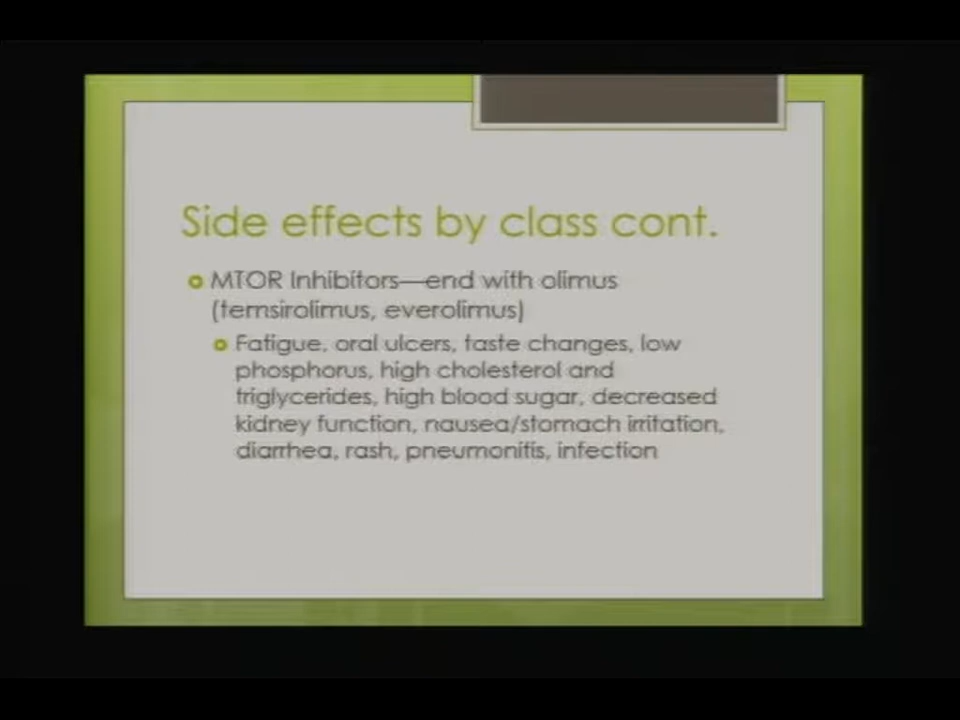 Side effects by class cont.
MTOR Inhibitors—end with olimus
(temsirolimus, everolimus)
Fatigue, oral ulcers, taste changes, low
phosphorus, high cholesterol and
triglycerides, high blood sugar, decreased
kidney function, nausea/stomach irritation,
diarrhea, rash, pneumonitis, infection